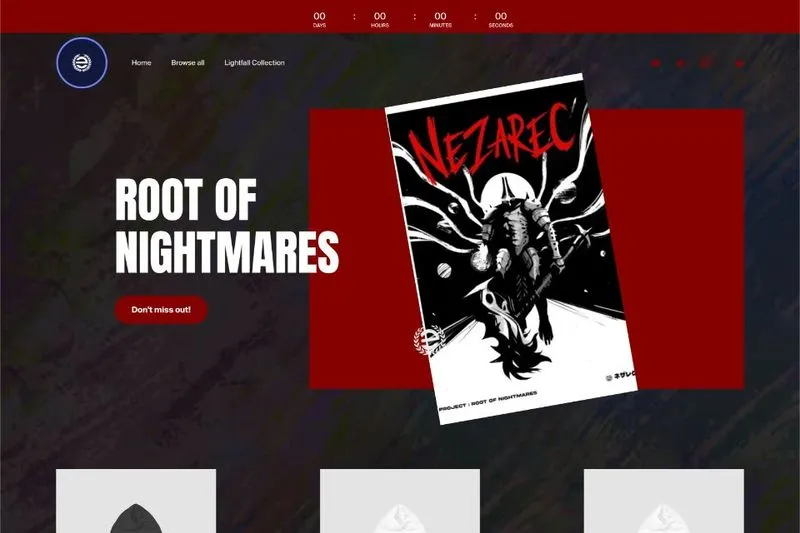 00 : 00 : 00 : 00
DAYS HOURS MINUTES SECONDS
Home Browse all Lightfall Collection
NEZAREC
ROOT OF
NIGHTMARES
Don't miss out!
ネザレC
PROJECT : ROOT OF NIGHTMARES